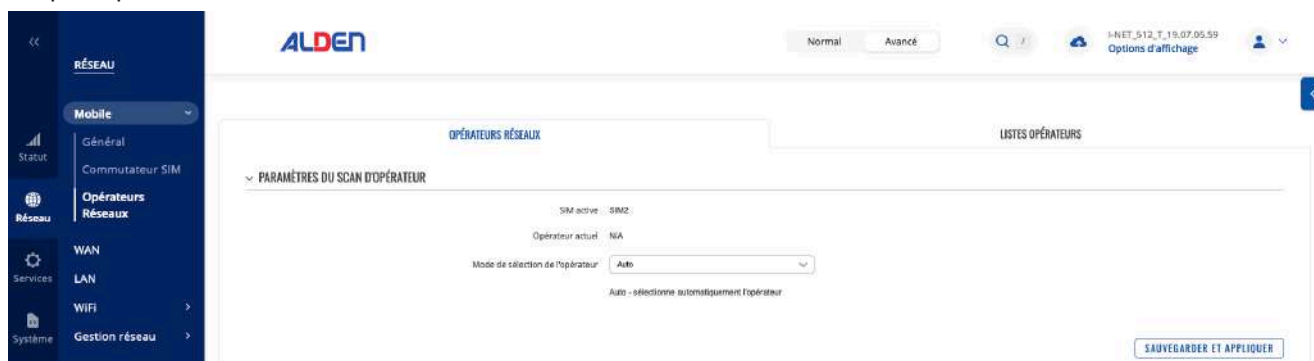 RÉSEAU
ALDEN
Normal Avancé
I-NET_512_T_19.07.05.59
Options d'affichage
Mobile
Général
Commutateur SIM
Opérateurs
Réseaux
WAN
LAN
WiFi
Gestion réseau
Statut
Réseau
Services
Système
OPÉRATEURS RÉSEAUX
LISTES OPÉRATEURS
PARAMÈTRES DU SCAN D'OPÉRATEUR
SIM active SIM2
Opérateur actuel N/A
Mode de sélection de l'opérateur Auto
Auto - sélectionne automatiquement l'opérateur
SAUVEGARDER ET APPLIQUER